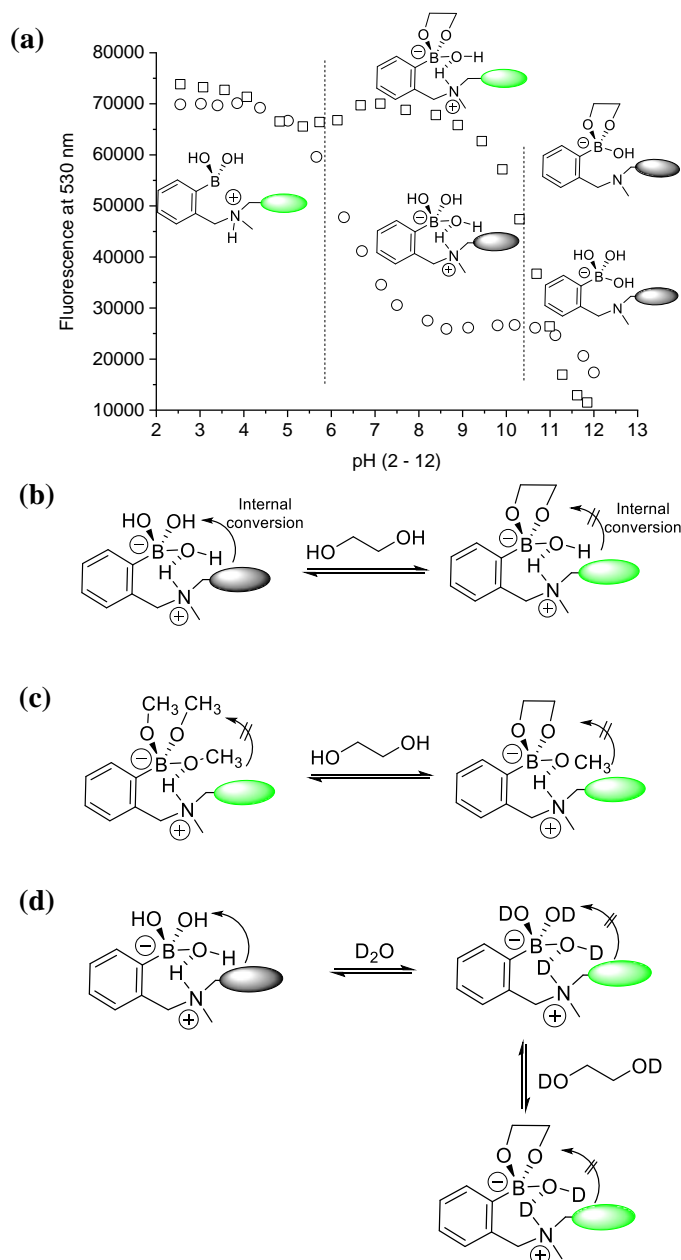 (a)
80000
70000
60000
50000
40000
30000
20000
10000
Fluorescence at 530 nm
2 3 4 5 6 7 8 9 10 11 12 13
pH (2 - 12)
HO OH
B
N
H
O O
B O H
H
N
HO OH
B O H
H
N
O O
B OH
N
HO OH
B OH
N
(b)
HO OH Internal
conversion
B O H
H
N
HO OH
O O Internal
conversion
B O H
H
N
(c)
CH3 CH3
O O
B O CH3
H
N
HO OH
O O
B O CH3
H
N
(d)
HO OH
B O H
H
N
D2O
DO OD
B O D
D
N
DO OD
O O
B O D
D
N